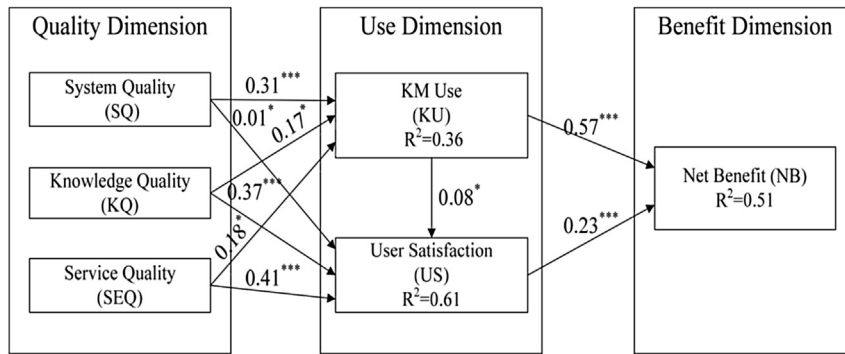 Quality Dimension
System Quality
(SQ)
Knowledge Quality
(KQ)
Service Quality
(SEQ)
0.31***
0.01*
0.17*
0.37***
0.18*
0.41***
Use Dimension
KM Use
(KU)
R²=0.36
0.08*
User Satisfaction
(US)
R²=0.61
0.57***
0.23***
Benefit Dimension
Net Benefit (NB)
R²=0.51